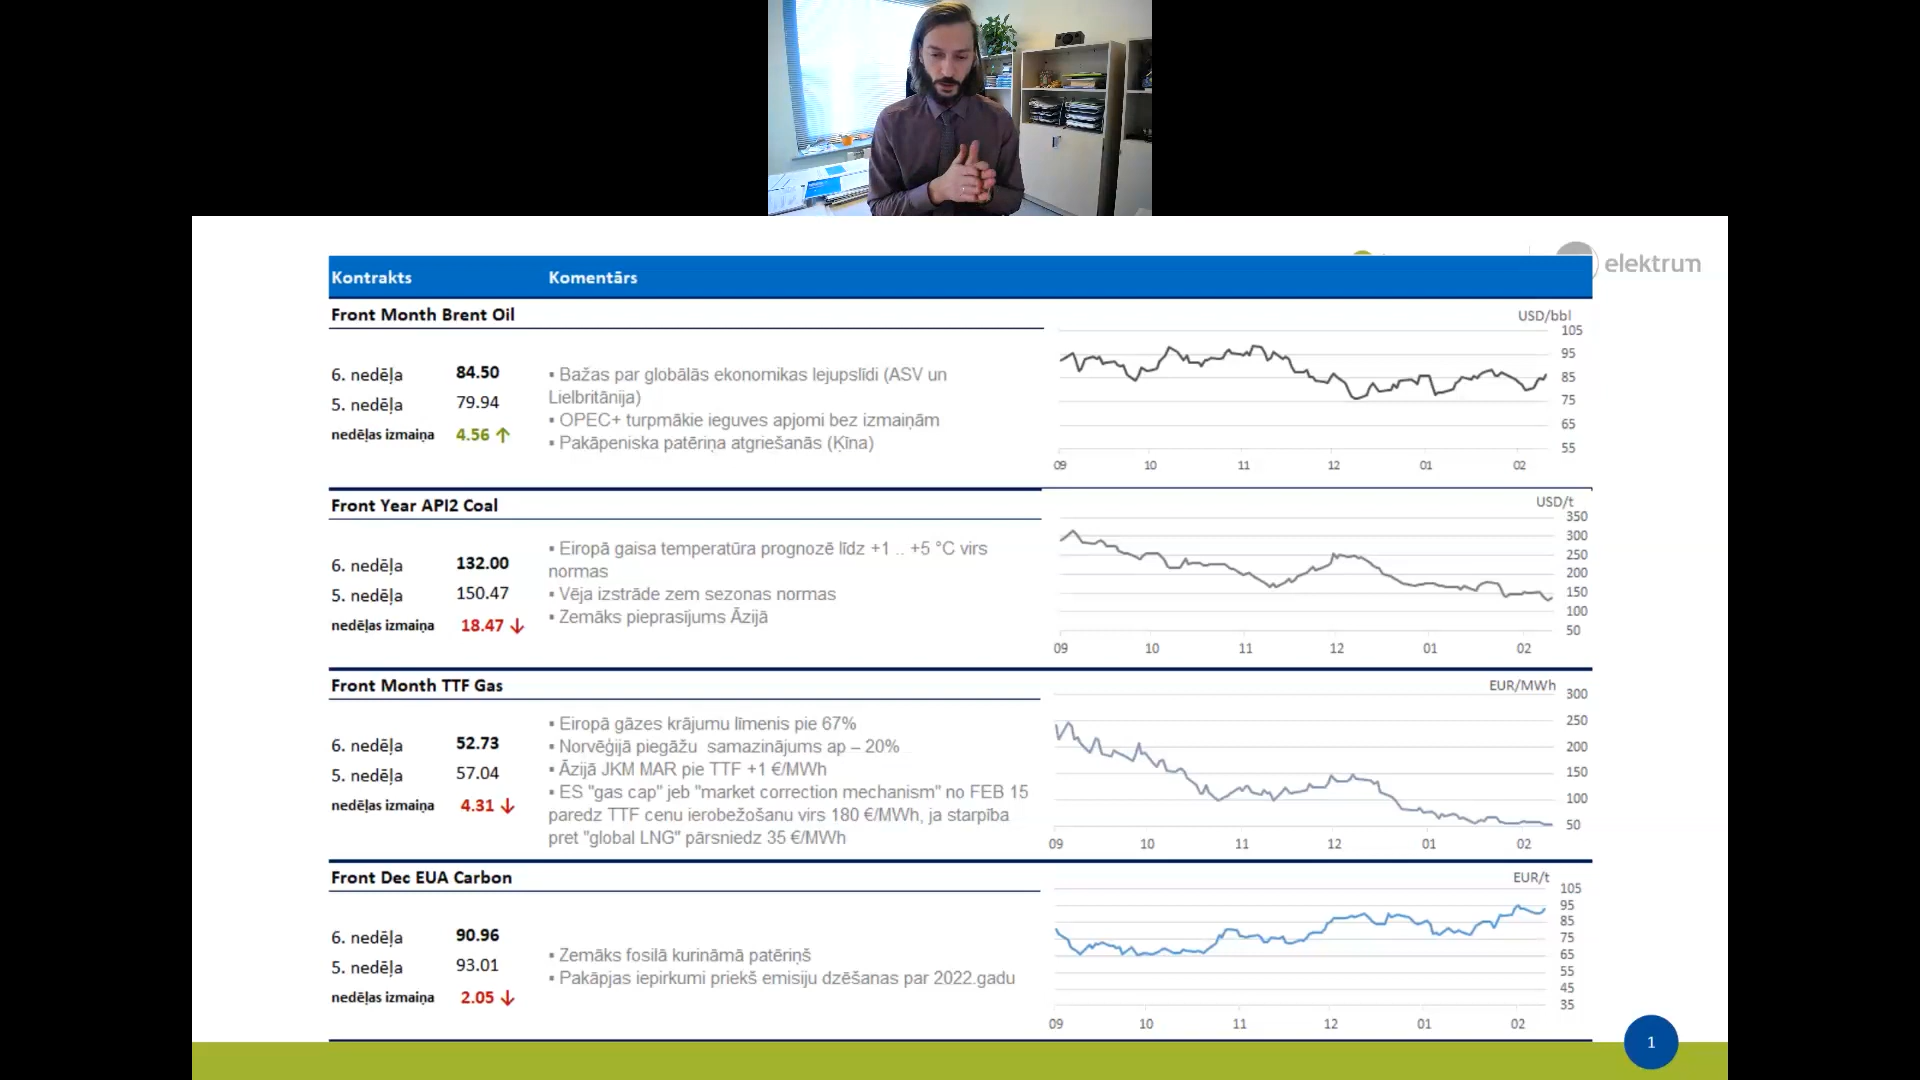 elektrum
Kontrakts Komentārs
Front Month Brent Oil
6. nedēļa 84.50
5. nedēļa 79.94
nedēļas izmaiņa 4.56 ↑
▪ Bažas par globālās ekonomikas lejupslīdi (ASV un
Lielbritānija)
▪ OPEC+ turpmākie ieguves apjomi bez izmaiņām
▪ Pakāpeniska patēriņa atgriešanās (Ķīna)
USD/bbl
105
95
85
75
65
55
09 10 11 12 01 02
Front Year API2 Coal
6. nedēļa 132.00
5. nedēļa 150.47
nedēļas izmaiņa 18.47 ↓
▪ Eiropā gaisa temperatūra prognozē līdz +1 .. +5 °C virs
normas
▪ Vēja izstrāde zem sezonas normas
▪ Zemāks pieprasījums Āzijā
USD/t
350
300
250
200
150
100
50
09 10 11 12 01 02
Front Month TTF Gas
6. nedēļa 52.73
5. nedēļa 57.04
nedēļas izmaiņa 4.31 ↓
▪ Eiropā gāzes krājumu līmenis pie 67%
▪ Norvēģijā piegāžu samazinājums ap – 20%
▪ Āzijā JKM MAR pie TTF +1 €/MWh
▪ ES "gas cap" jeb "market correction mechanism" no FEB 15
paredz TTF cenu ierobežošanu virs 180 €/MWh, ja starpība
pret "global LNG" pārsniedz 35 €/MWh
EUR/MWh
300
250
200
150
100
50
09 10 11 12 01 02
Front Dec EUA Carbon
6. nedēļa 90.96
5. nedēļa 93.01
nedēļas izmaiņa 2.05 ↓
▪ Zemāks fosilā kurināmā patēriņš
▪ Pakāpjas iepirkumi priekš emisiju dzēšanas par 2022.gadu
EUR/t
105
95
85
75
65
55
45
35
09 10 11 12 01 02
1